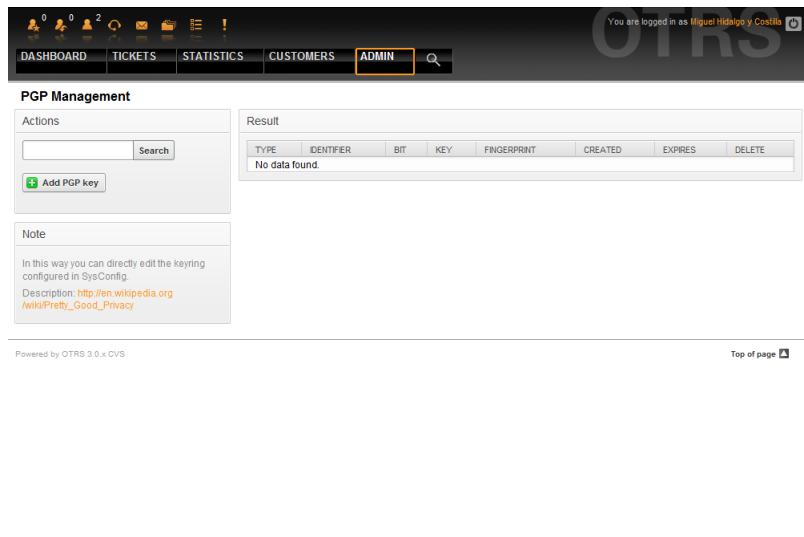 0 0 2
You are logged in as Miguel Hidalgo y Costilla
OTRS
DASHBOARD TICKETS STATISTICS CUSTOMERS ADMIN
PGP Management
Actions
Search
Add PGP key
Note
In this way you can directly edit the keyring
configured in SysConfig.
Description: http://en.wikipedia.org
/wiki/Pretty_Good_Privacy
Result
TYPE IDENTIFIER BIT KEY FINGERPRINT CREATED EXPIRES DELETE
No data found.
Powered by OTRS 3.0.x CVS
Top of page